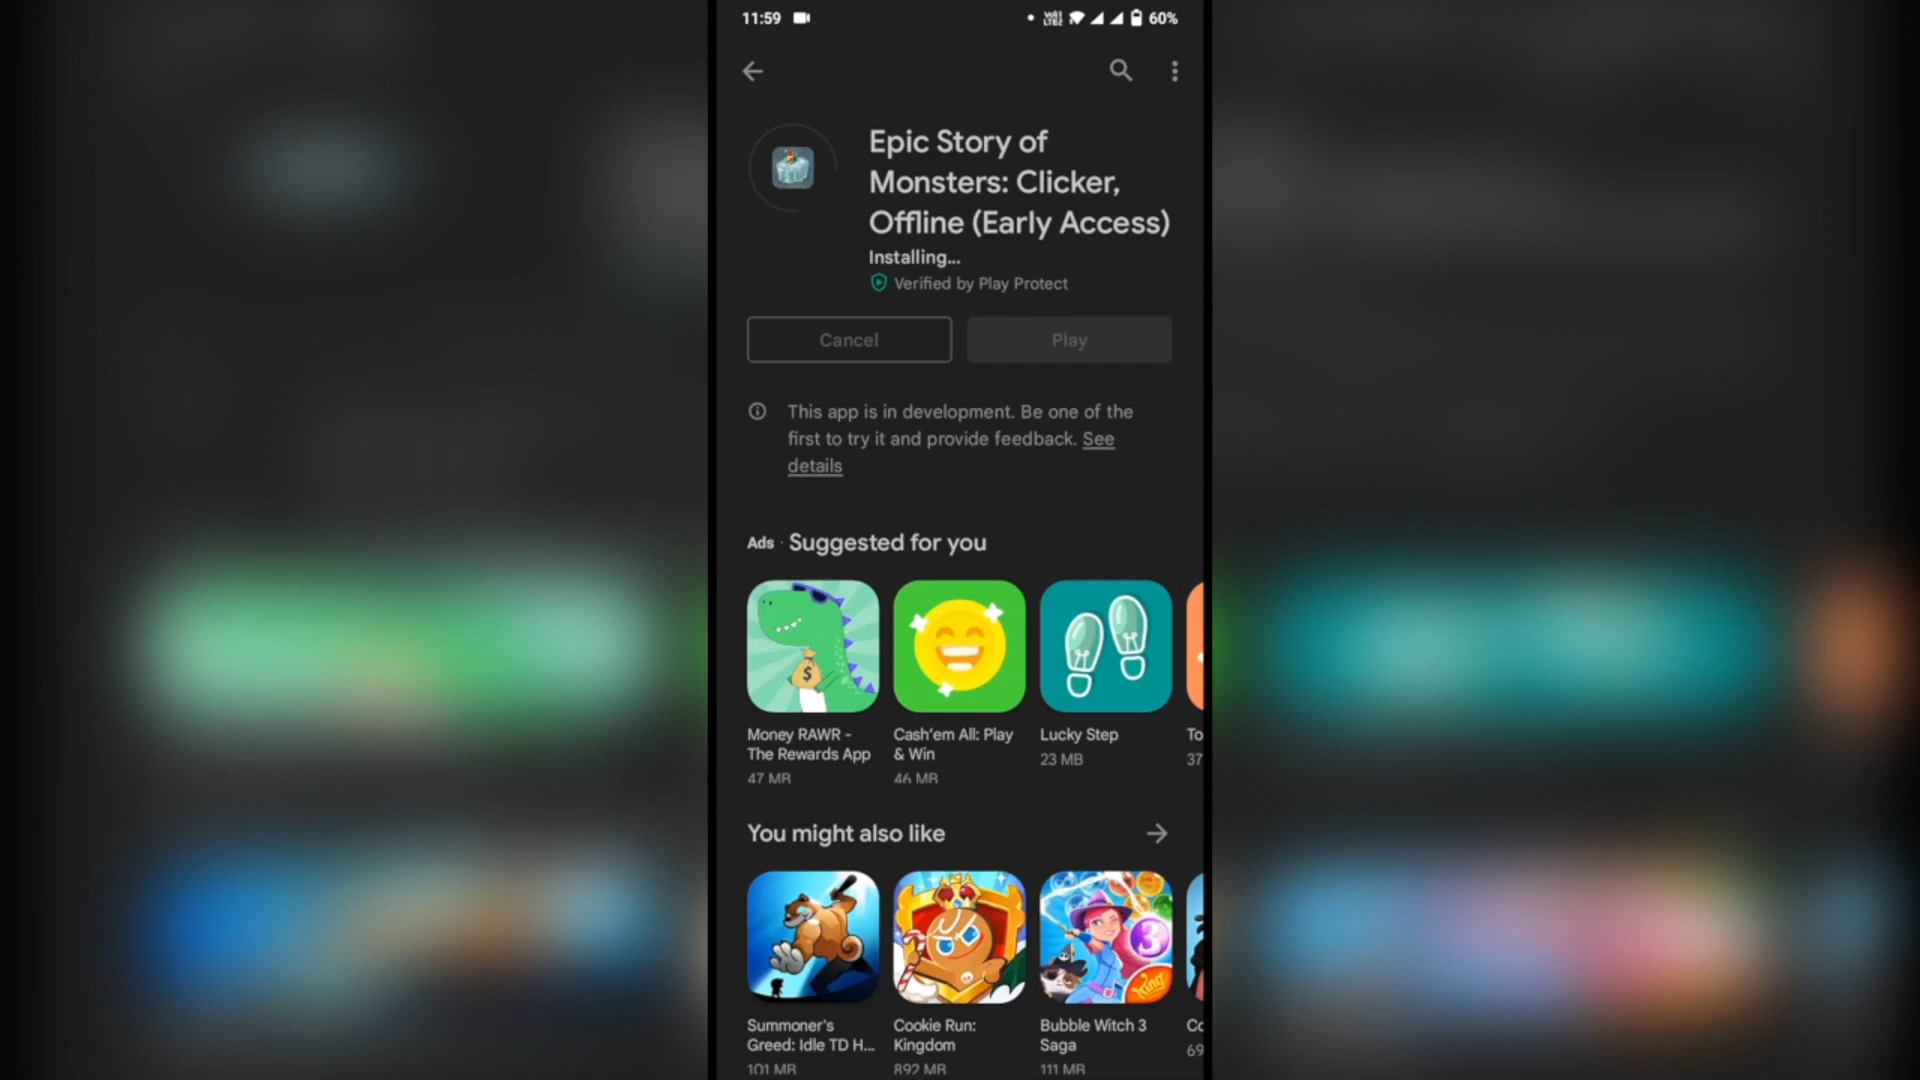 11:59
60%
Epic Story of
Monsters: Clicker,
Offline (Early Access)
Installing...
Verified by Play Protect
Cancel
Play
This app is in development. Be one of the
first to try it and provide feedback. See
details
Ads · Suggested for you
$
Money RAWR -
The Rewards App
47 MB
Cash'em All: Play
& Win
46 MB
Lucky Step
23 MB
To
37
You might also like
3
King
Summoner's
Greed: Idle TD H...
101 MB
Cookie Run:
Kingdom
892 MB
Bubble Witch 3
Saga
111 MB
Co
69